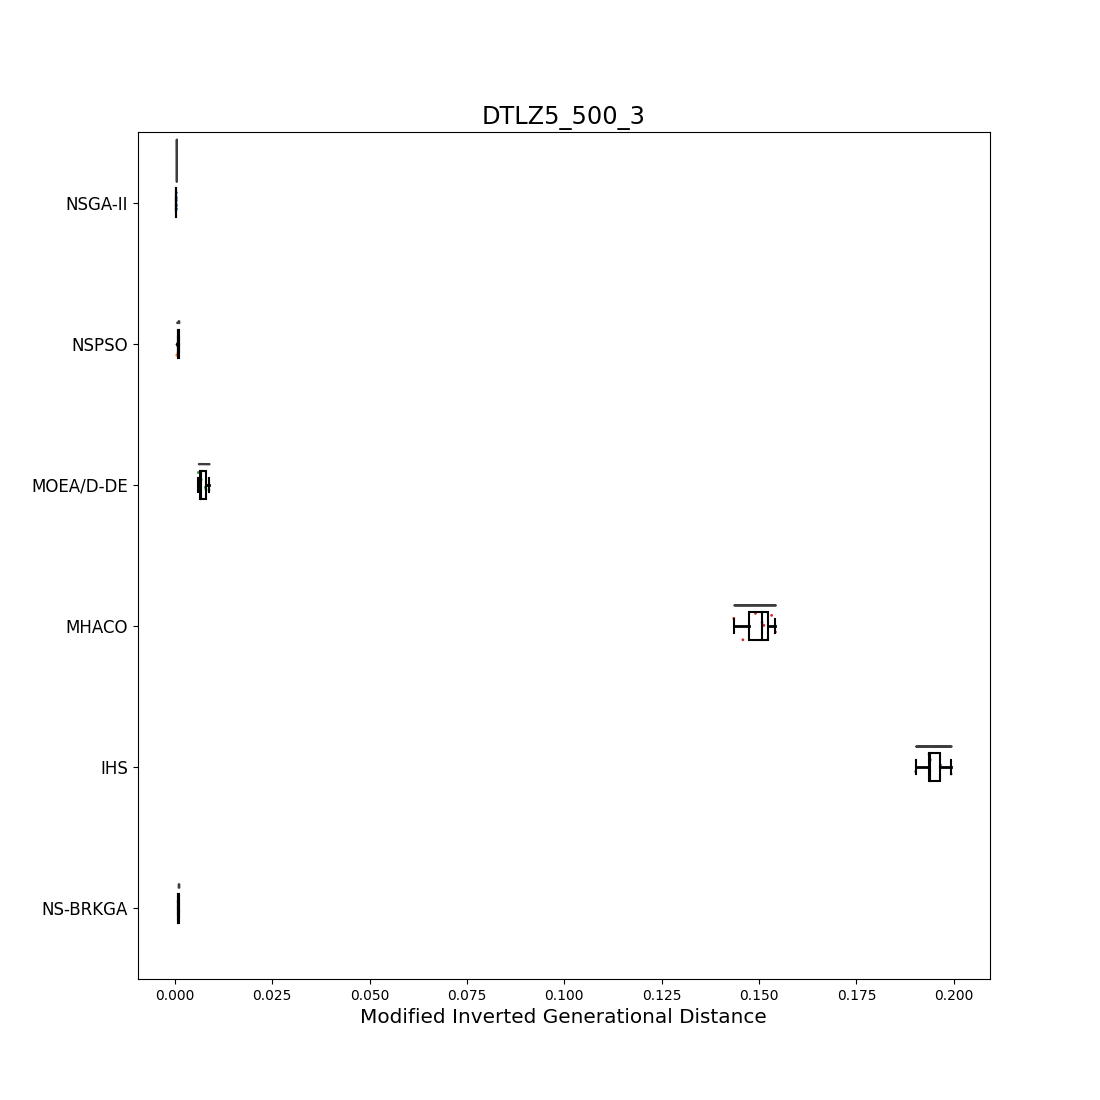 DTLZ5_500_3
NSGA-II
NSPSO
MOEA/D-DE
MHACO
IHS
NS-BRKGA
0.000 0.025 0.050 0.075 0.100 0.125 0.150 0.175 0.200
Modified Inverted Generational Distance